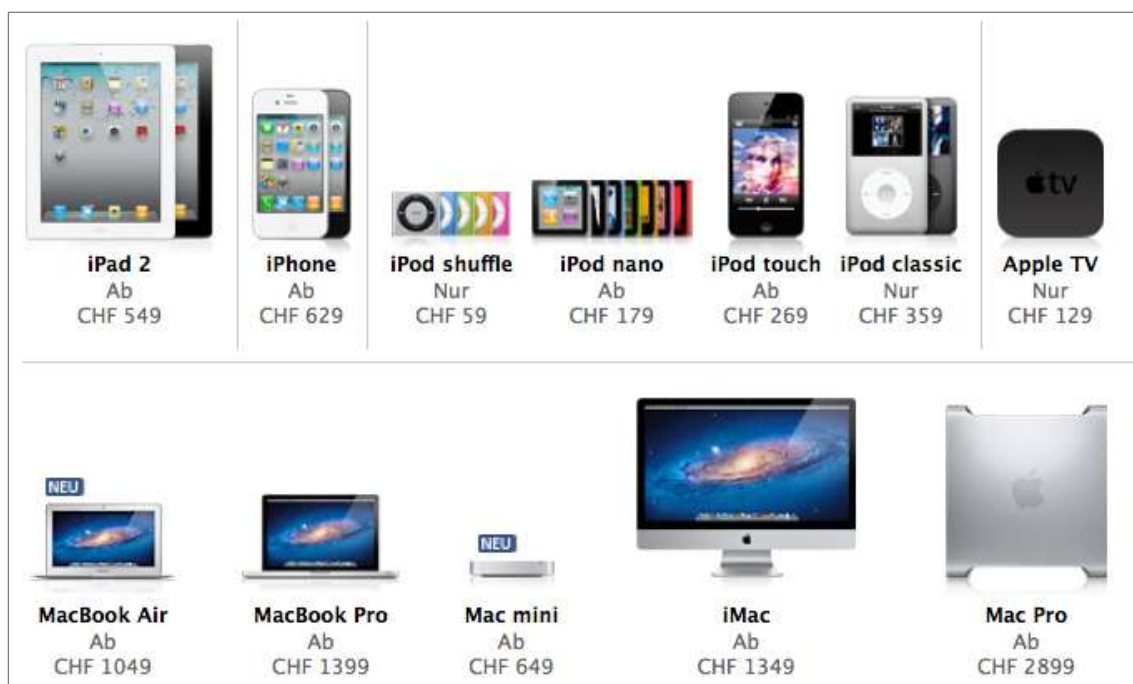 tv
iPad 2
Ab
CHF 549
iPhone
Ab
CHF 629
iPod shuffle
Nur
CHF 59
iPod nano
Ab
CHF 179
iPod touch
Ab
CHF 269
iPod classic
Nur
CHF 359
Apple TV
Nur
CHF 129
NEU
MacBook Air
Ab
CHF 1049
MacBook Pro
Ab
CHF 1399
NEU
Mac mini
Ab
CHF 649
iMac
Ab
CHF 1349
Mac Pro
Ab
CHF 2899